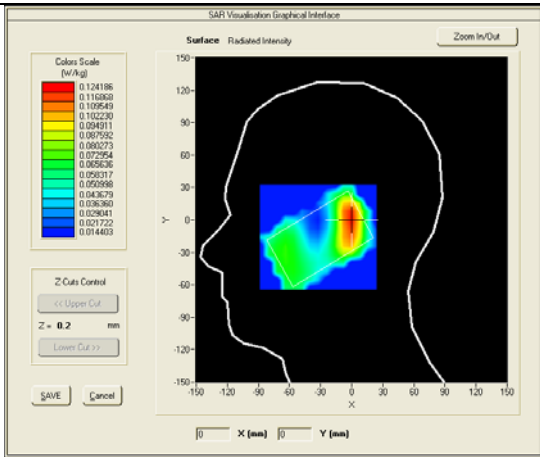 SAR Visualisation Graphical Interface
Surface Radiated Intensity
Zoom In/Out
Colors Scale
(W/kg)
0.124186
0.116868
0.109549
0.102230
0.094911
0.087592
0.080273
0.072954
0.065636
0.058317
0.050998
0.043679
0.036360
0.029041
0.021722
0.014403
Z Cuts Control
<< Upper Cut
Z = 0.2 mm
Lower Cut >>
SAVE Cancel
150
120
90
60
30
0
-30
-60
-90
-120
-150
Y
-150 -120 -90 -60 -30 0 30 60 90 120 150
X
0 X (mm) 0 Y (mm)